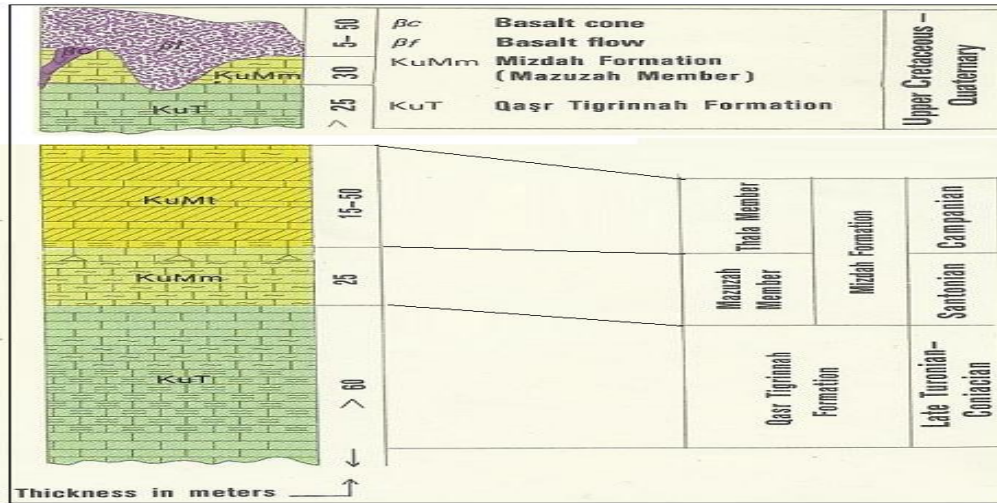 βc
βf
KuMm
KuT
5–50
30
> 25
βc Basalt cone
βf Basalt flow
KuMm Mizdah Formation
(Mazuzah Member)
KuT Qaşr Tigrinnah Formation
Upper Cretaceous –
Quaternary
KuMt
KuMm
KuT
15–50
25
> 60
Thala Member
Mazuzah
Member
Mizdah Formation
Qasr Tigrinnah
Formation
Campanian
Santonian
Late Turonian–
Coniacian
Thickness in meters